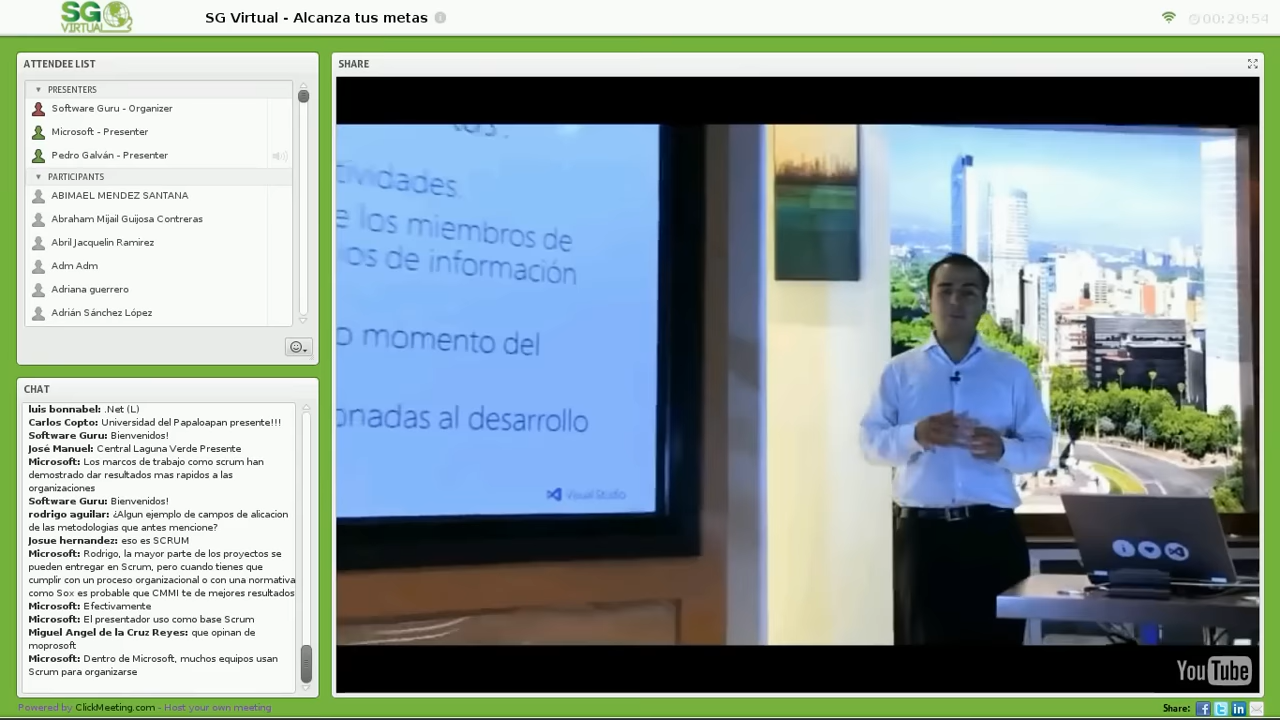 SG VIRTUAL
SG Virtual - Alcanza tus metas
00:29:54
ATTENDEE LIST
PRESENTERS
Software Guru - Organizer
Microsoft - Presenter
Pedro Galván - Presenter
PARTICIPANTS
ABIMAEL MENDEZ SANTANA
Abraham Mijail Guijosa Contreras
Abril Jacquelin Ramirez
Adm Adm
Adriana guerrero
Adrián Sánchez López
CHAT
luis bonnabel: .Net (L)
Carlos Copto: Universidad del Papaloapan presente!!!
Software Guru: Bienvenidos!
José Manuel: Central Laguna Verde Presente
Microsoft: Los marcos de trabajo como scrum han
demostrado dar resultados mas rapidos a las
organizaciones
Software Guru: Bienvenidos!
rodrigo aguilar: ¿Algun ejemplo de campos de alicacion
de las metodologias que antes mencione?
Josue hernandez: eso es SCRUM
Microsoft: Rodrigo, la mayor parte de los proyectos se
pueden entregar en Scrum, pero cuando tienes que
cumplir con un proceso organizacional o con una normativa
como Sox es probable que CMMI te de mejores resultados
Microsoft: Efectivamente
Microsoft: El presentador uso como base Scrum
Miguel Angel de la Cruz Reyes: que opinan de
moprosoft
Microsoft: Dentro de Microsoft, muchos equipos usan
Scrum para organizarse
SHARE
tividades.
e los miembros de
ios de información
o momento del
onadas al desarrollo
Visual Studio
YouTube
Powered by ClickMeeting.com - Host your own meeting
Share: